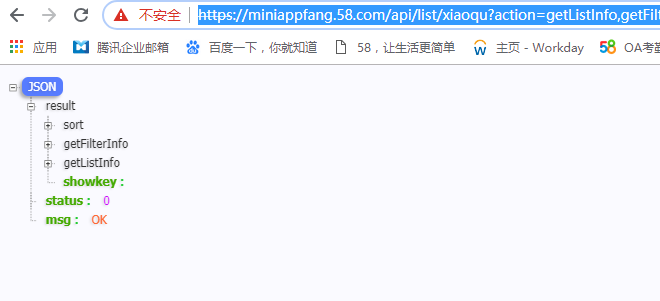 不安全 https://miniappfang.58.com/api/list/xiaoqu?action=getListInfo,getFil
应用 腾讯企业邮箱 百度一下，你就知道 58，让生活更简单 主页 - Workday OA考勤
JSON
result
sort
getFilterInfo
getListInfo
showkey :
status : 0
msg : OK